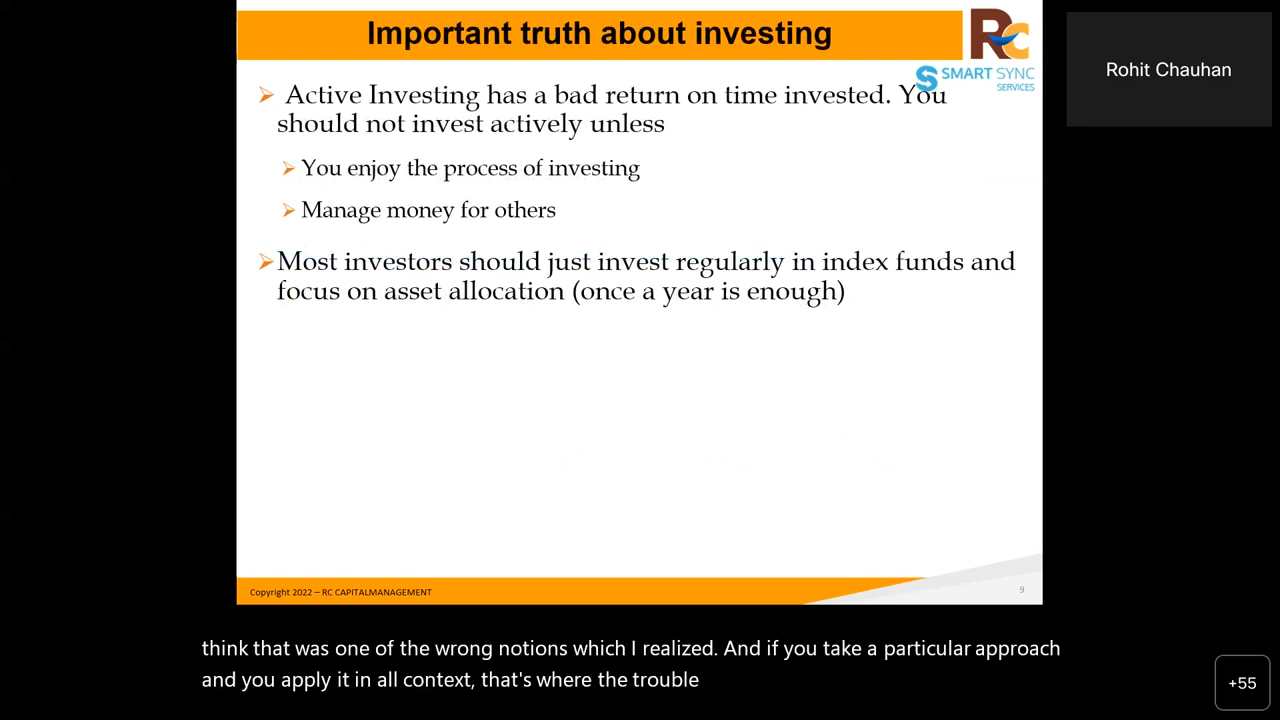 Important truth about investing
RC
SMART SYNC
SERVICES
Rohit Chauhan
Active Investing has a bad return on time invested. You
should not invest actively unless
You enjoy the process of investing
Manage money for others
Most investors should just invest regularly in index funds and
focus on asset allocation (once a year is enough)
Copyright 2022 – RC CAPITALMANAGEMENT
9
think that was one of the wrong notions which I realized. And if you take a particular approach
and you apply it in all context, that's where the trouble
+55